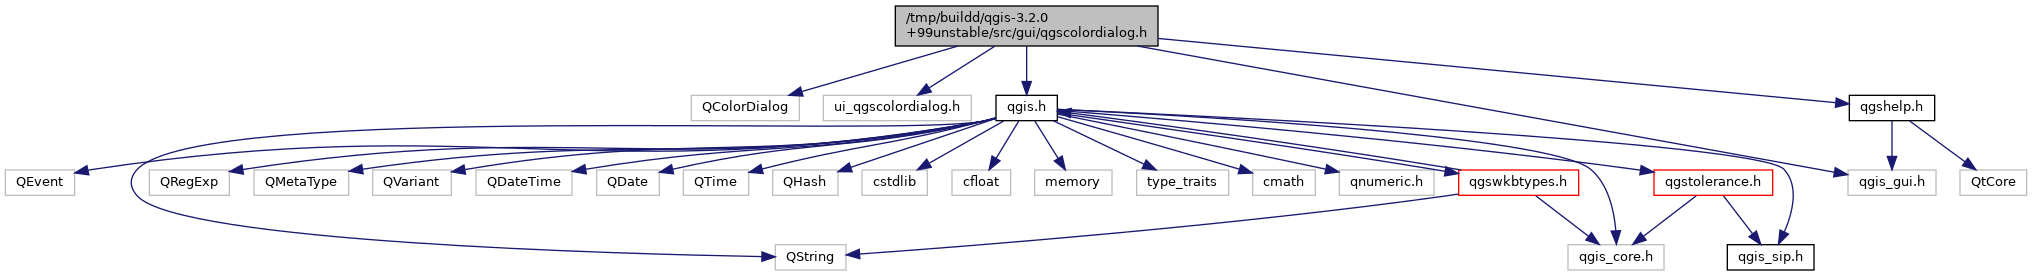 /tmp/buildd/qgis-3.2.0
+99unstable/src/gui/qgscolordialog.h
QColorDialog
ui_qgscolordialog.h
qgis.h
qgshelp.h
QEvent
QRegExp
QMetaType
QVariant
QDateTime
QDate
QTime
QHash
cstdlib
cfloat
memory
type_traits
cmath
qnumeric.h
qgswkbtypes.h
qgstolerance.h
qgis_gui.h
QtCore
QString
qgis_core.h
qgis_sip.h